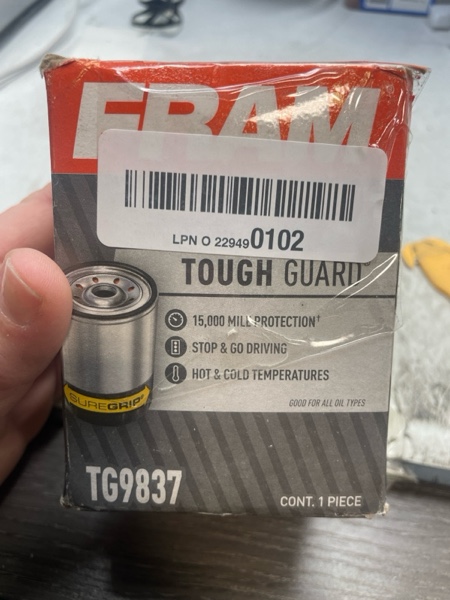 FRAM
LPN O 229490102
TOUGH GUARD
15,000 MILE PROTECTION†
STOP & GO DRIVING
HOT & COLD TEMPERATURES
SUREGRIP®
GOOD FOR ALL OIL TYPES
TG9837
CONT. 1 PIECE